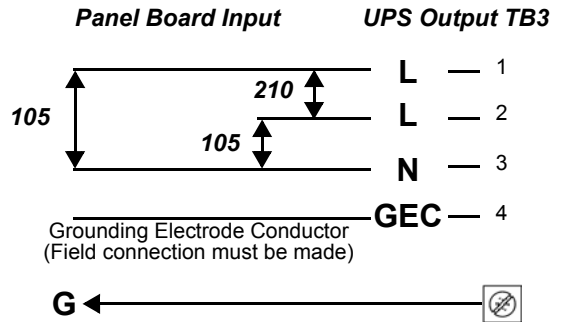 Panel Board Input UPS Output TB3
L 1
210
105 L 2
105
N 3
GEC 4
Grounding Electrode Conductor
(Field connection must be made)
G